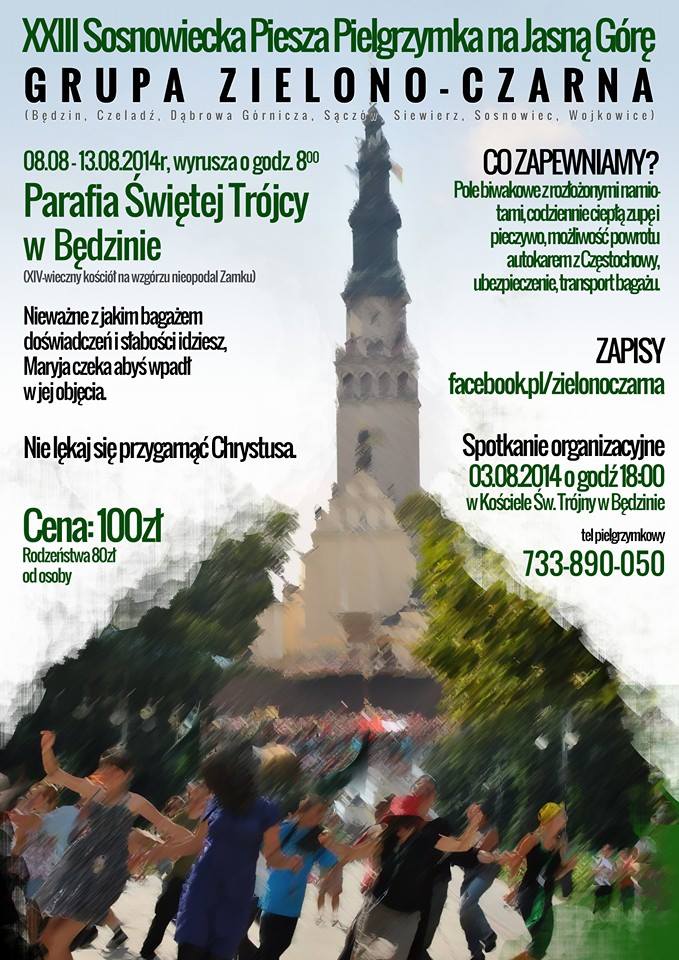 XXIII Sosnowiecka Piesza Pielgrzymka na Jasną Górę
GRUPA ZIELONO-CZARNA
(Będzin, Czeladź, Dąbrowa Górnicza, Sączów, Siewierz, Sosnowiec, Wojkowice)
08.08 - 13.08.2014r, wyrusza o godz. 8⁰⁰
Parafia Świętej Trójcy
w Będzinie
(XIV-wieczny kościół na wzgórzu nieopodal Zamku)
Nieważne z jakim bagażem
doświadczeń i słabości idziesz,
Maryja czeka abyś wpadł
w jej objęcia.
Nie lękaj się przygarnąć Chrystusa.
Cena: 100zł
Rodzeństwa 80zł
od osoby
CO ZAPEWNIAMY?
Pole biwakowe z rozłożonymi namio-
tami, codziennie ciepłą zupę i
pieczywo, możliwość powrotu
autokarem z Częstochowy,
ubezpieczenie, transport bagażu.
ZAPISY
facebook.pl/zielonoczarna
Spotkanie organizacyjne
03.08.2014 o godź 18:00
w Kościele Św. Trójny w Będzinie
tel pielgrzymkowy
733-890-050